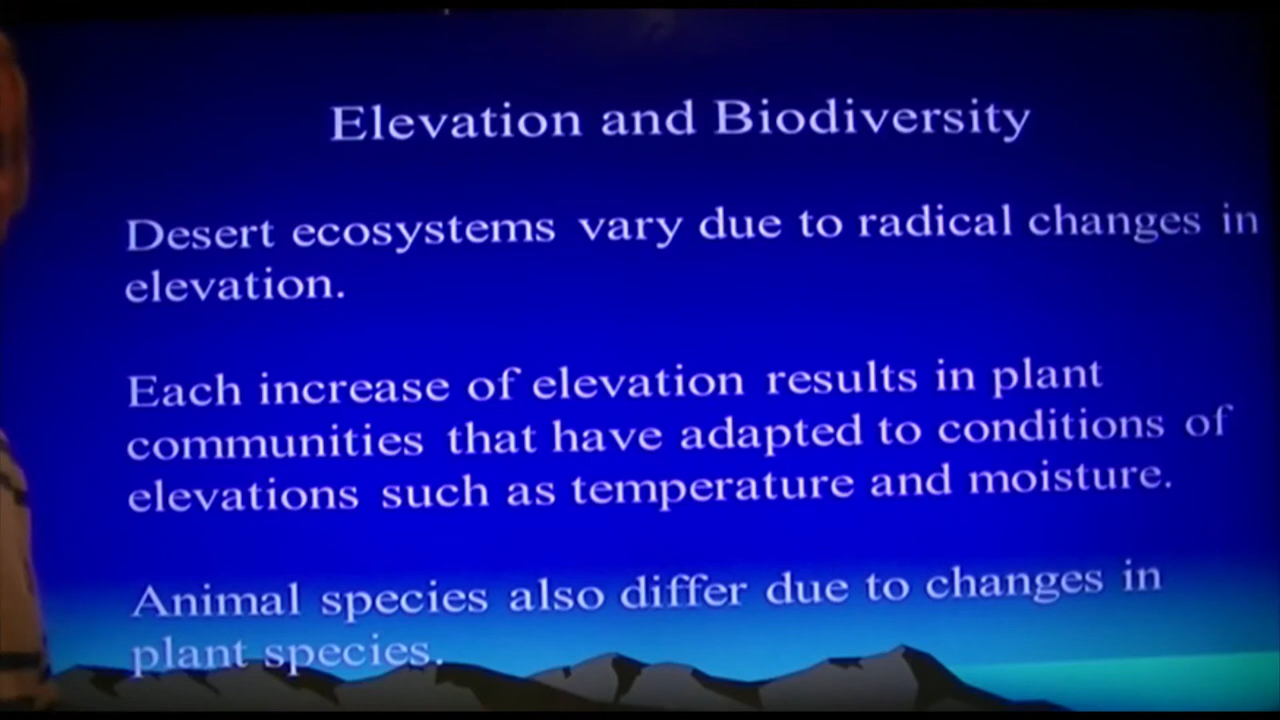 Elevation and Biodiversity
Desert ecosystems vary due to radical changes in
elevation.
Each increase of elevation results in plant
communities that have adapted to conditions of
elevations such as temperature and moisture.
Animal species also differ due to changes in
plant species.